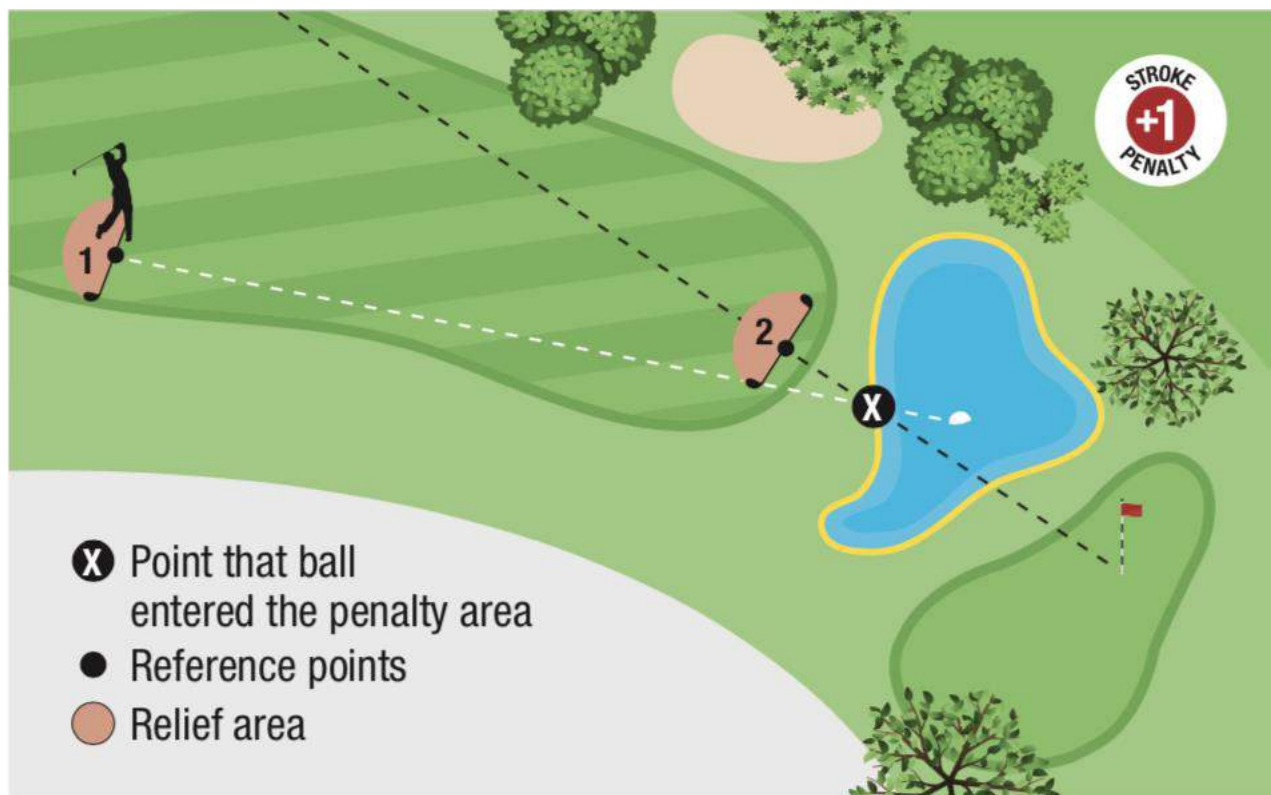 STROKE
+1
PENALTY
1
2
X
X Point that ball
entered the penalty area
Reference points
Relief area